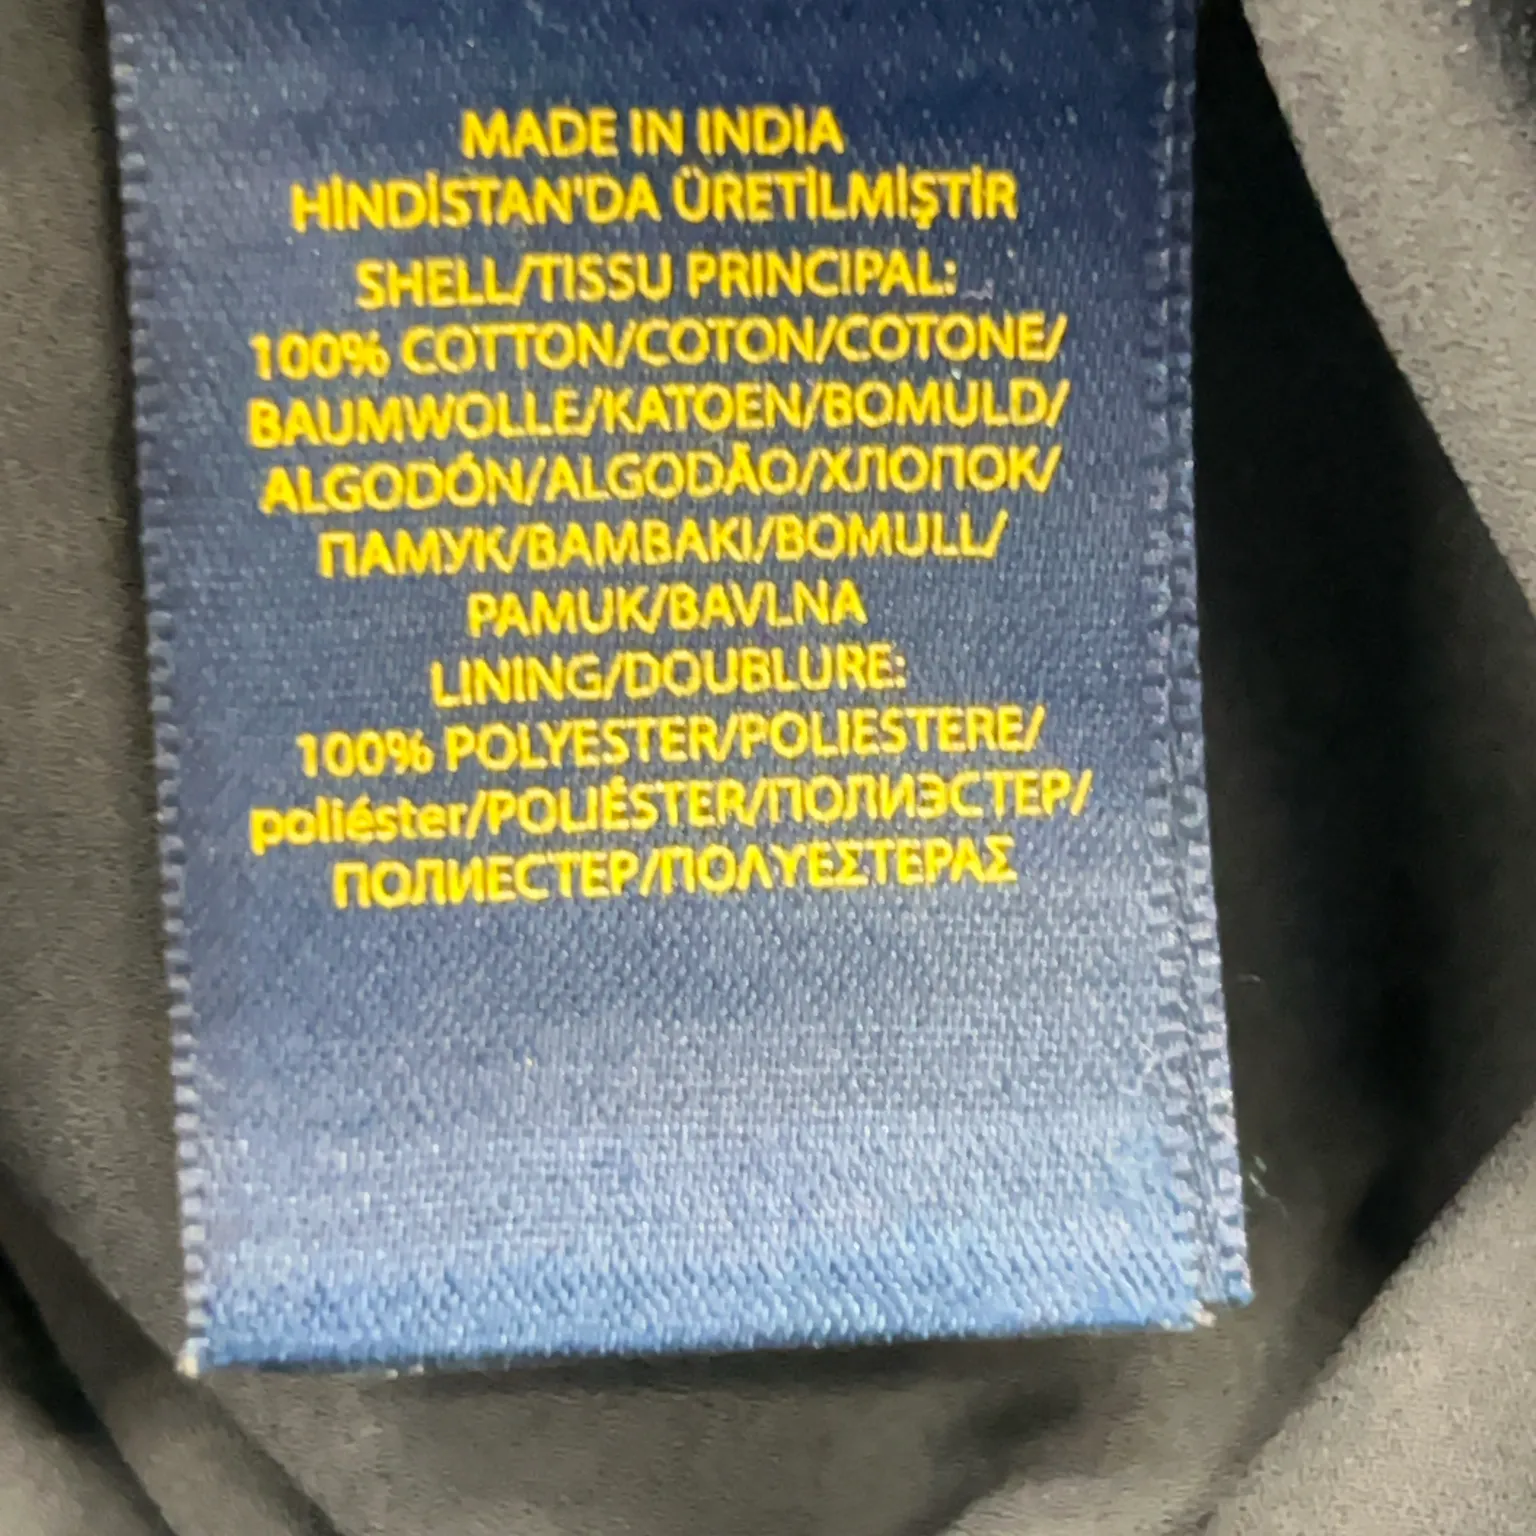 MADE IN INDIA
HİNDİSTAN'DA ÜRETİLMİŞTİR
SHELL/TISSU PRINCIPAL:
100% COTTON/COTON/COTONE/
BAUMWOLLE/KATOEN/BOMULD/
ALGODÓN/ALGODÃO/ХЛОПОК/
ПАМУК/BAMBAKI/BOMULL/
PAMUK/BAVLNA
LINING/DOUBLURE:
100% POLYESTER/POLIESTERE/
poliéster/POLIÉSTER/ПОЛИЭСТЕР/
ПОЛИЕСТЕР/ΠΟΛΥΕΣΤΕΡΑΣ